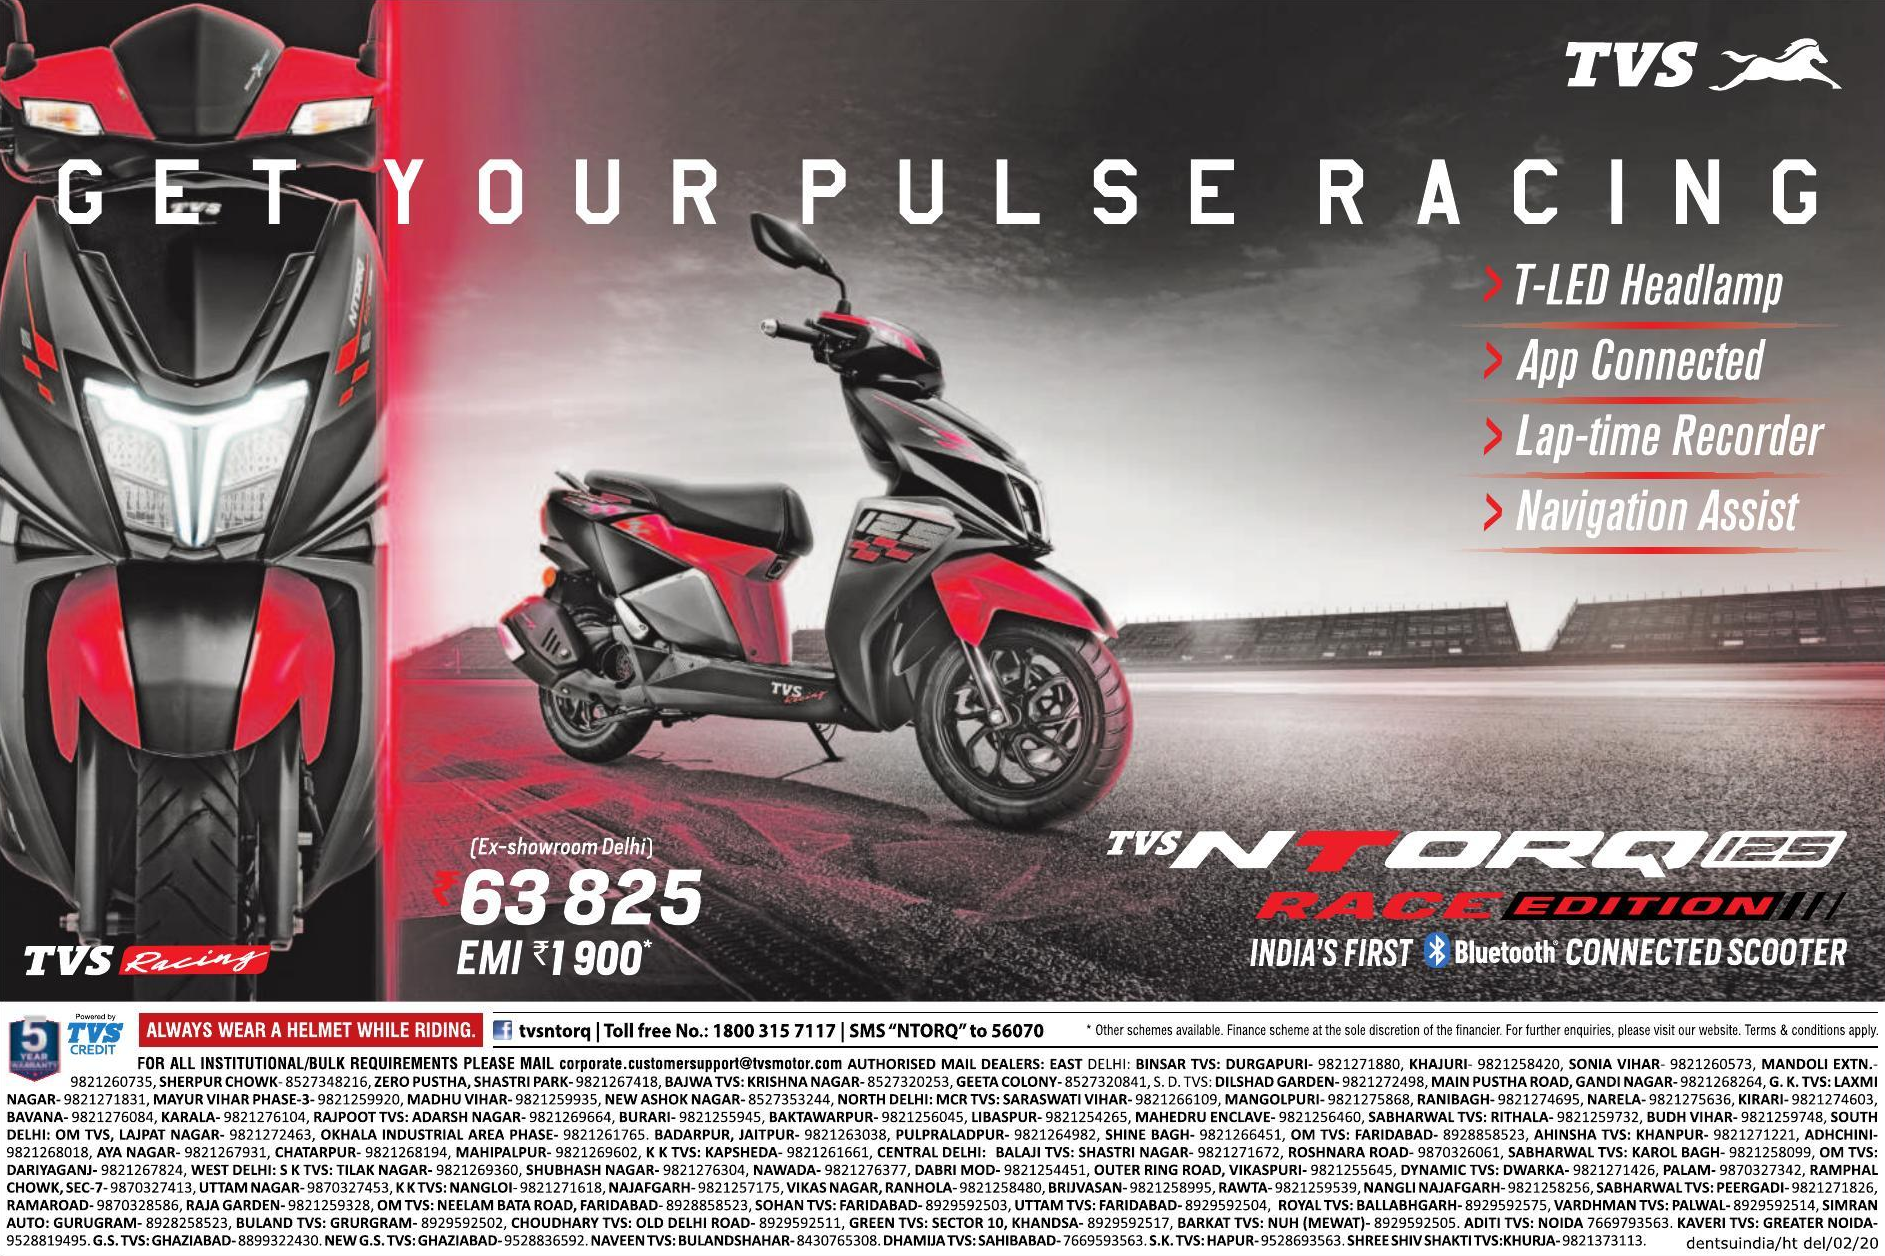 TVS
GET YOUR PULSE RACING
TVS
NTORQ
> T-LED Headlamp
> App Connected
> Lap-time Recorder
> Navigation Assist
125
TVS Racing
(Ex-showroom Delhi)
₹63 825
EMI ₹1 900*
TVS NTORQ 125
RACE EDITION
INDIA'S FIRST Bluetooth® CONNECTED SCOOTER
TVS Racing
5 YEAR WARRANTY
Powered by
TVS CREDIT
ALWAYS WEAR A HELMET WHILE RIDING.
f tvsntorq | Toll free No.: 1800 315 7117 | SMS "NTORQ" to 56070
* Other schemes available. Finance scheme at the sole discretion of the financier. For further enquiries, please visit our website. Terms & conditions apply.
FOR ALL INSTITUTIONAL/BULK REQUIREMENTS PLEASE MAIL corporate.customersupport@tvsmotor.com AUTHORISED MAIL DEALERS: EAST DELHI: BINSAR TVS: DURGAPURI- 9821271880, KHAJURI- 9821258420, SONIA VIHAR- 9821260573, MANDOLI EXTN.-
9821260735, SHERPUR CHOWK- 8527348216, ZERO PUSTHA, SHASTRI PARK- 9821267418, BAJWA TVS: KRISHNA NAGAR- 8527320253, GEETA COLONY- 8527320841, S. D. TVS: DILSHAD GARDEN- 9821272498, MAIN PUSTHA ROAD, GANDI NAGAR- 9821268264, G. K. TVS: LAXMI
NAGAR- 9821271831, MAYUR VIHAR PHASE-3- 9821259920, MADHU VIHAR- 9821259935, NEW ASHOK NAGAR- 8527353244, NORTH DELHI: MCR TVS: SARASWATI VIHAR- 9821266109, MANGOLPURI- 9821275868, RANIBAGH- 9821274695, NARELA- 9821275636, KIRARI- 9821274603,
BAVANA- 9821276084, KARALA- 9821276104, RAJPOOT TVS: ADARSH NAGAR- 9821269664, BURARI- 9821255945, BAKTAWARPUR- 9821256045, LIBASPUR- 9821254265, MAHEDRU ENCLAVE- 9821256460, SABHARWAL TVS: RITHALA- 9821259732, BUDH VIHAR- 9821259748, SOUTH
DELHI: OM TVS, LAJPAT NAGAR- 9821272463, OKHALA INDUSTRIAL AREA PHASE- 9821261765. BADARPUR, JAITPUR- 9821263038, PULPRALADPUR- 9821264982, SHINE BAGH- 9821266451, OM TVS: FARIDABAD- 8928858523, AHINSHA TVS: KHANPUR- 9821271221, ADHCHINI-
9821268018, AYA NAGAR- 9821267931, CHATARPUR- 9821268194, MAHIPALPUR- 9821269602, K K TVS: KAPSHEDA- 9821261661, CENTRAL DELHI: BALAJI TVS: SHASTRI NAGAR- 9821271672, ROSHNARA ROAD- 9870326061, SABHARWAL TVS: KAROL BAGH- 9821258099, OM TVS:
DARIYAGANJ- 9821267824, WEST DELHI: S K TVS: TILAK NAGAR- 9821269360, SHUBHASH NAGAR- 9821276304, NAWADA- 9821276377, DABRI MOD- 9821254451, OUTER RING ROAD, VIKASPURI- 9821255645, DYNAMIC TVS: DWARKA- 9821271426, PALAM- 9870327342, RAMPHAL
CHOWK, SEC-7- 9870327413, UTTAM NAGAR- 9870327453, K K TVS: NANGLOI- 9821271618, NAJAFGARH- 9821257175, VIKAS NAGAR, RANHOLA- 9821258480, BRIJVASAN- 9821258995, RAWTA- 9821259539, NANGLI NAJAFGARH- 9821258256, SABHARWAL TVS: PEERGADI- 9821271826,
RAMAROAD- 9870328586, RAJA GARDEN- 9821259328, OM TVS: NEELAM BATA ROAD, FARIDABAD- 8928858523, SOHAN TVS: FARIDABAD- 8929592503, UTTAM TVS: FARIDABAD- 8929592504, ROYAL TVS: BALLABHGARH- 8929592575, VARDHMAN TVS: PALWAL- 8929592514, SIMRAN
AUTO: GURUGRAM- 8928258523, BULAND TVS: GRURGRAM- 8929592502, CHOUDHARY TVS: OLD DELHI ROAD- 8929592511, GREEN TVS: SECTOR 10, KHANDSA- 8929592517, BARKAT TVS: NUH (MEWAT)- 8929592505. ADITI TVS: NOIDA 7669793563. KAVERI TVS: GREATER NOIDA-
9528819495. G.S. TVS: GHAZIABAD- 8899322430. NEW G.S. TVS: GHAZIABAD- 9528836592. NAVEEN TVS: BULANDSHAHAR- 8430765308. DHAMIJA TVS: SAHIBABAD- 7669593563. S.K. TVS: HAPUR- 9528693563. SHREE SHIV SHAKTI TVS: KHURJA- 9821373113.
dentsuindia/ht del/02/20